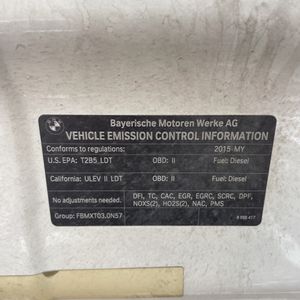 BMW
Bayerische Motoren Werke AG
VEHICLE EMISSION CONTROL INFORMATION
Conforms to regulations: 2015-MY
U.S. EPA: T2B5_LDT OBD: II Fuel: Diesel
California: ULEV II LDT OBD: II Fuel: Diesel
No adjustments needed. DFI, TC, CAC, EGR, EGRC, SCRC, DPF,
NOXS(2), HO2S(2), NAC, PMS
Group: FBMXT03.0N57